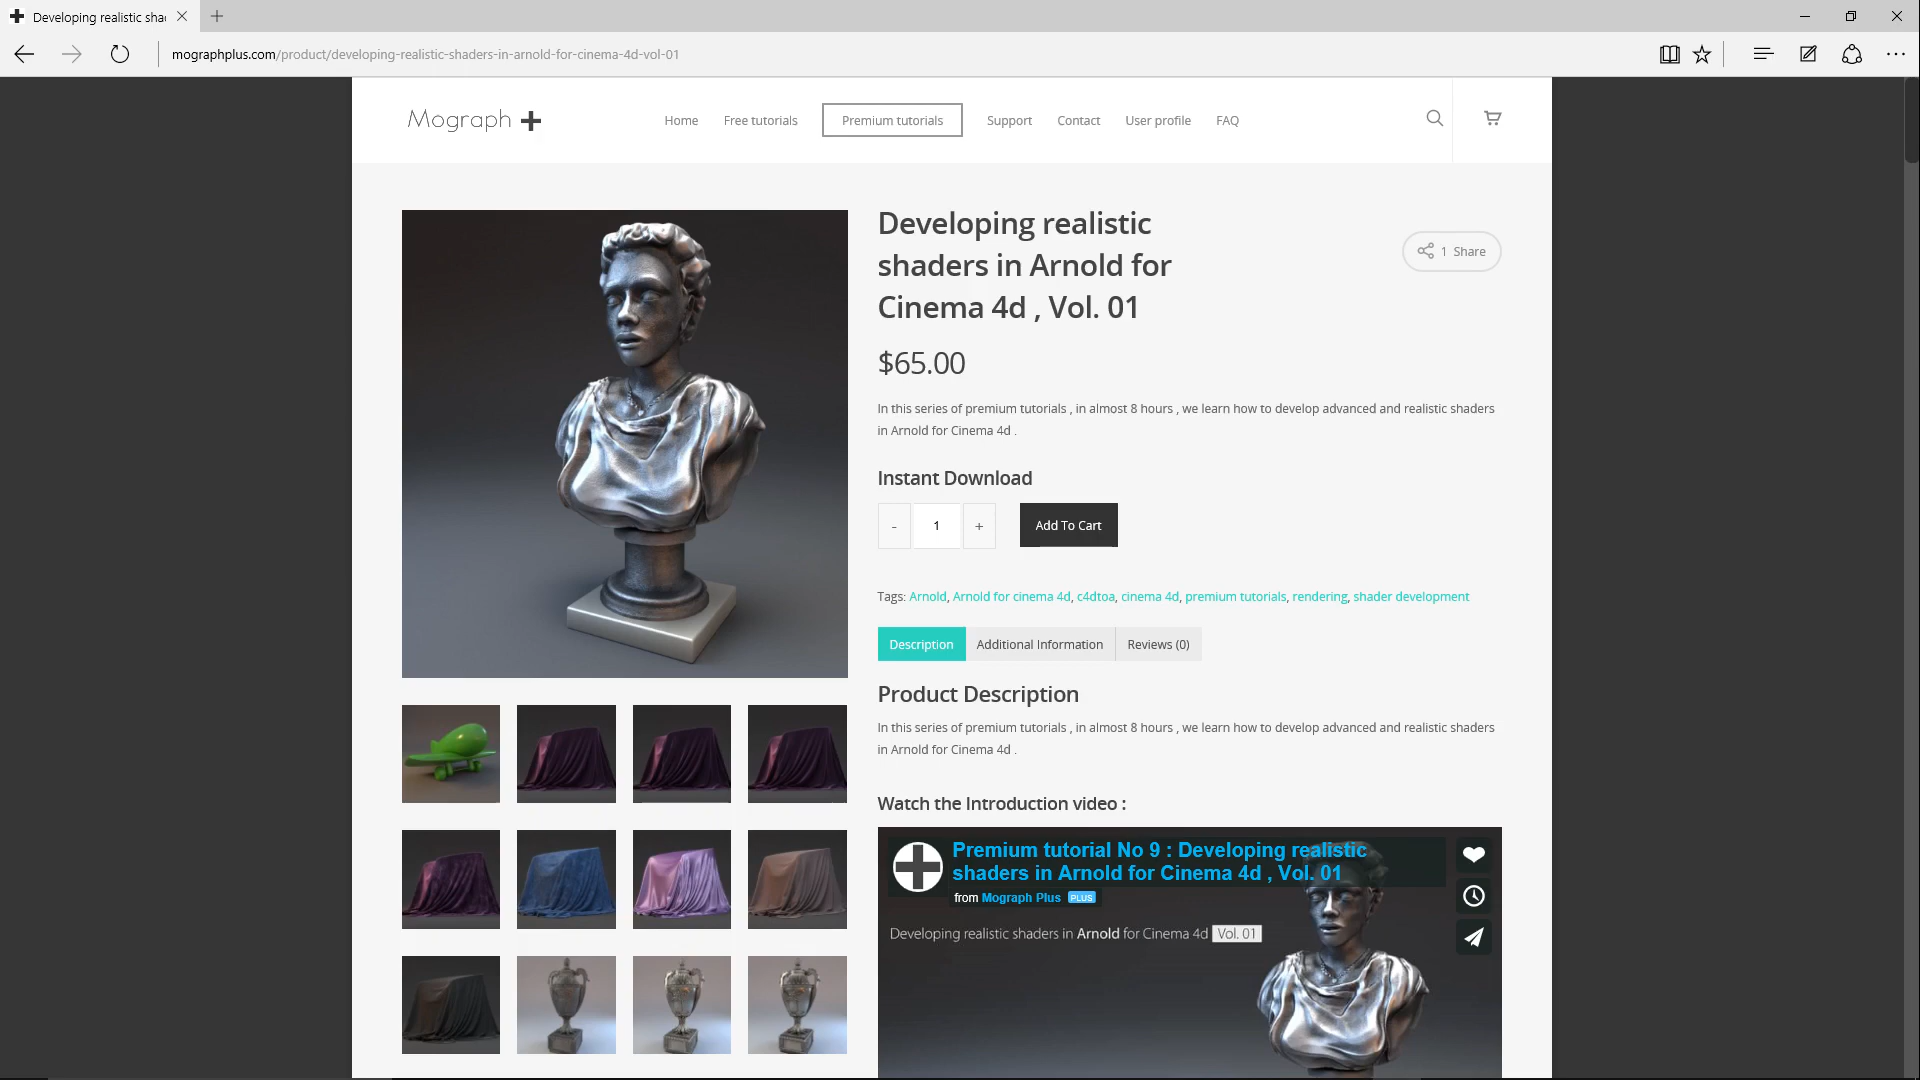 Developing realistic sha
mographplus.com/product/developing-realistic-shaders-in-arnold-for-cinema-4d-vol-01
Mograph
Home Free tutorials Premium tutorials Support Contact User profile FAQ
Developing realistic
shaders in Arnold for
Cinema 4d , Vol. 01
1 Share
$65.00
In this series of premium tutorials , in almost 8 hours , we learn how to develop advanced and realistic shaders
in Arnold for Cinema 4d .
Instant Download
- 1 + Add To Cart
Tags: Arnold, Arnold for cinema 4d, c4dtoa, cinema 4d, premium tutorials, rendering, shader development
Description Additional Information Reviews (0)
Product Description
In this series of premium tutorials , in almost 8 hours , we learn how to develop advanced and realistic shaders
in Arnold for Cinema 4d .
Watch the Introduction video :
Premium tutorial No 9 : Developing realistic
shaders in Arnold for Cinema 4d , Vol. 01
from Mograph Plus PLUS
Developing realistic shaders in Arnold for Cinema 4d Vol. 01